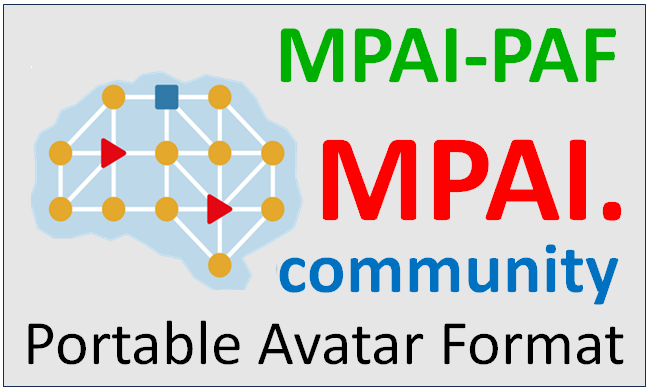 MPAI-PAF
MPAI.
community
Portable Avatar Format